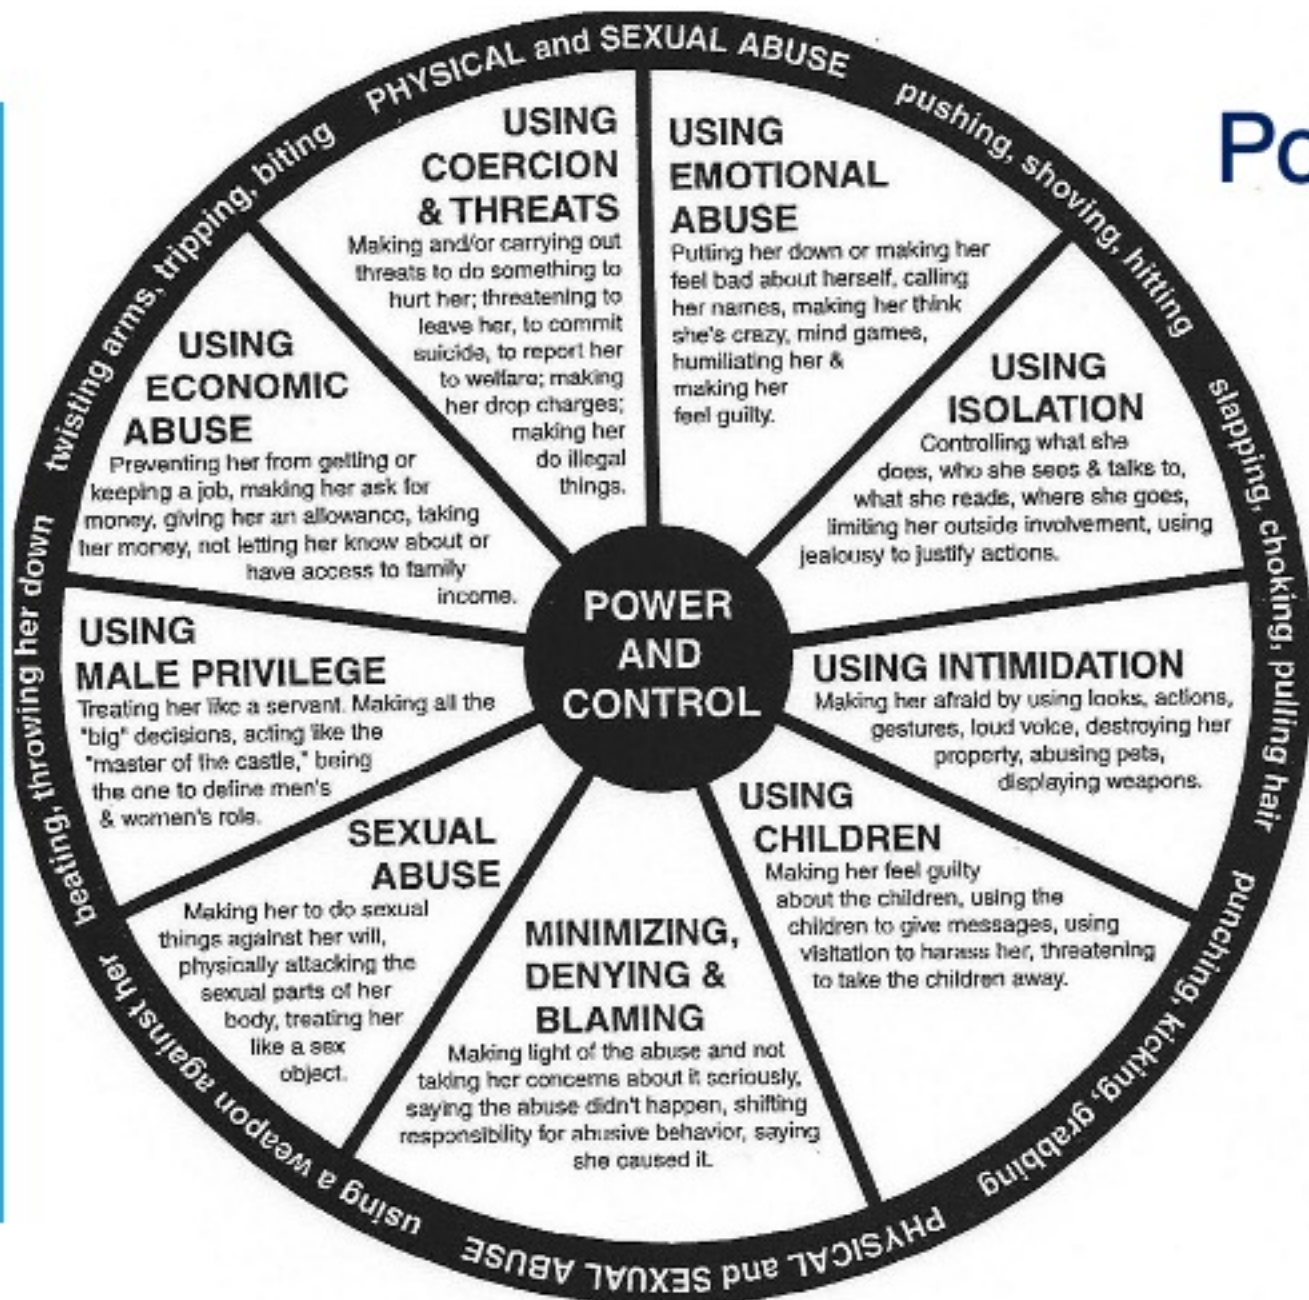 PHYSICAL and SEXUAL ABUSE
pushing, shoving, hitting
slapping, choking, pulling hair
punching, kicking, grabbing
PHYSICAL and SEXUAL ABUSE
using a weapon against her
beating, throwing her down
twisting arms, tripping, biting
Po
USING
COERCION
& THREATS
Making and/or carrying out
threats to do something to
hurt her; threatening to
leave her, to commit
suicide, to report her
to welfare; making
her drop charges;
making her
do illegal
things.
USING
EMOTIONAL
ABUSE
Putting her down or making her
feel bad about herself, calling
her names, making her think
she's crazy, mind games,
humiliating her &
making her
feel guilty.
USING
ISOLATION
Controlling what she
does, who she sees & talks to,
what she reads, where she goes,
limiting her outside involvement, using
jealousy to justify actions.
USING INTIMIDATION
Making her afraid by using looks, actions,
gestures, loud voice, destroying her
property, abusing pets,
displaying weapons.
USING
CHILDREN
Making her feel guilty
about the children, using the
children to give messages, using
visitation to harass her, threatening
to take the children away.
MINIMIZING,
DENYING &
BLAMING
Making light of the abuse and not
taking her concerns about it seriously,
saying the abuse didn't happen, shifting
responsibility for abusive behavior, saying
she caused it.
SEXUAL
ABUSE
Making her to do sexual
things against her will,
physically attacking the
sexual parts of her
body, treating her
like a sex
object.
USING
MALE PRIVILEGE
Treating her like a servant. Making all the
"big" decisions, acting like the
"master of the castle," being
the one to define men's
& women's role.
USING
ECONOMIC
ABUSE
Preventing her from getting or
keeping a job, making her ask for
money, giving her an allowance, taking
her money, not letting her know about or
have access to family
income.
POWER
AND
CONTROL